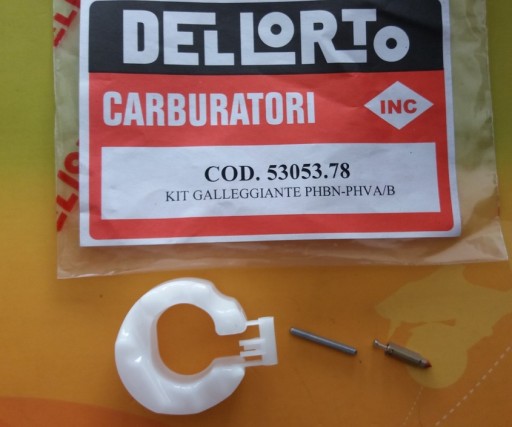 DELLORTO
CARBURATORI
INC
COD. 53053.78
KIT GALLEGGIANTE PHBN-PHVA/B